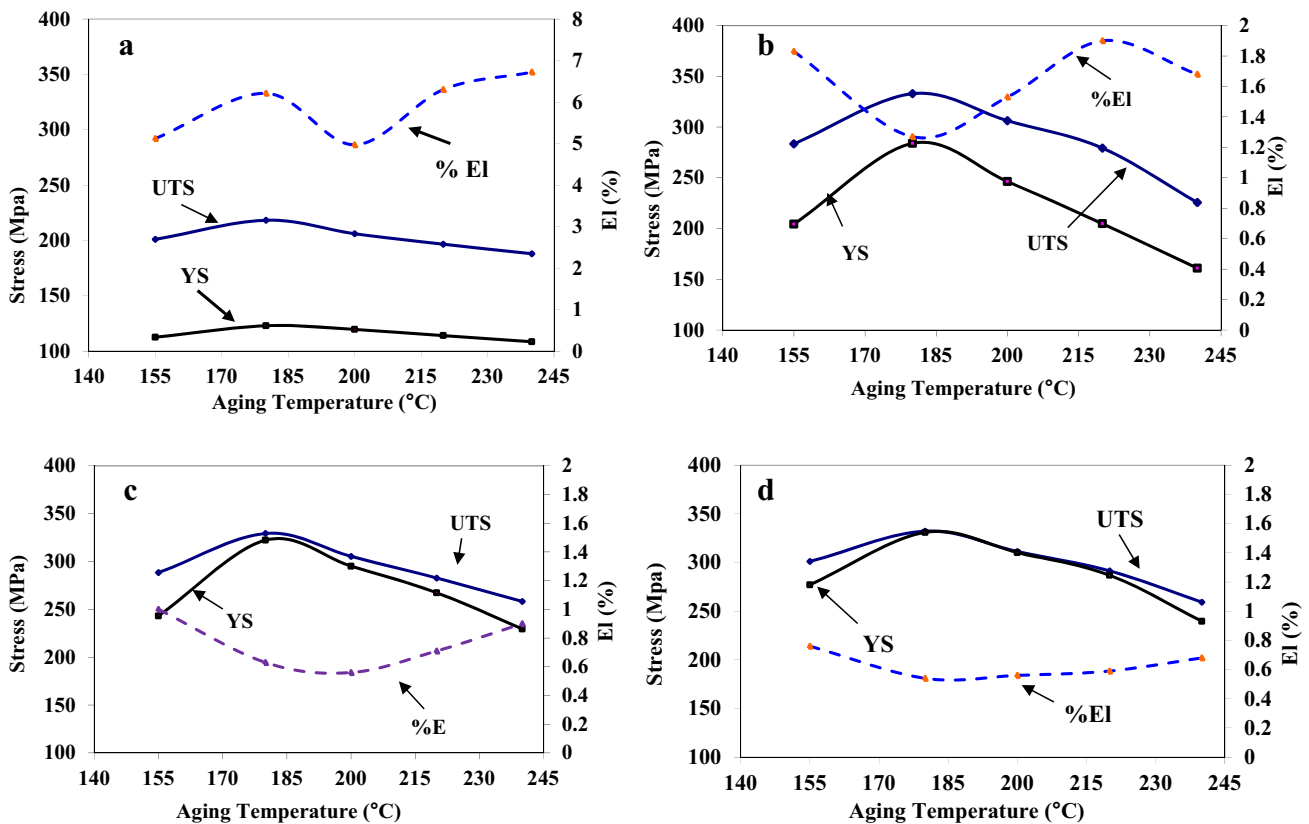 a
400
350
300
250
200
150
100
8
7
6
5
4
3
2
1
0
140 155 170 185 200 215 230 245
Stress (Mpa)
El (%)
Aging Temperature (°C)
UTS
YS
% El
b
400
350
300
250
200
150
100
2
1.8
1.6
1.4
1.2
1
0.8
0.6
0.4
0.2
0
140 155 170 185 200 215 230 245
Stress (MPa)
El (%)
Aging Temperature (°C)
%El
YS
UTS
c
400
350
300
250
200
150
100
2
1.8
1.6
1.4
1.2
1
0.8
0.6
0.4
0.2
0
140 155 170 185 200 215 230 245
Stress (MPa)
El (%)
Aging Temperature (°C)
UTS
YS
%E
d
400
350
300
250
200
150
100
2
1.8
1.6
1.4
1.2
1
0.8
0.6
0.4
0.2
0
140 155 170 185 200 215 230 245
Stress (Mpa)
El (%)
Aging Temperature (°C)
UTS
YS
%El